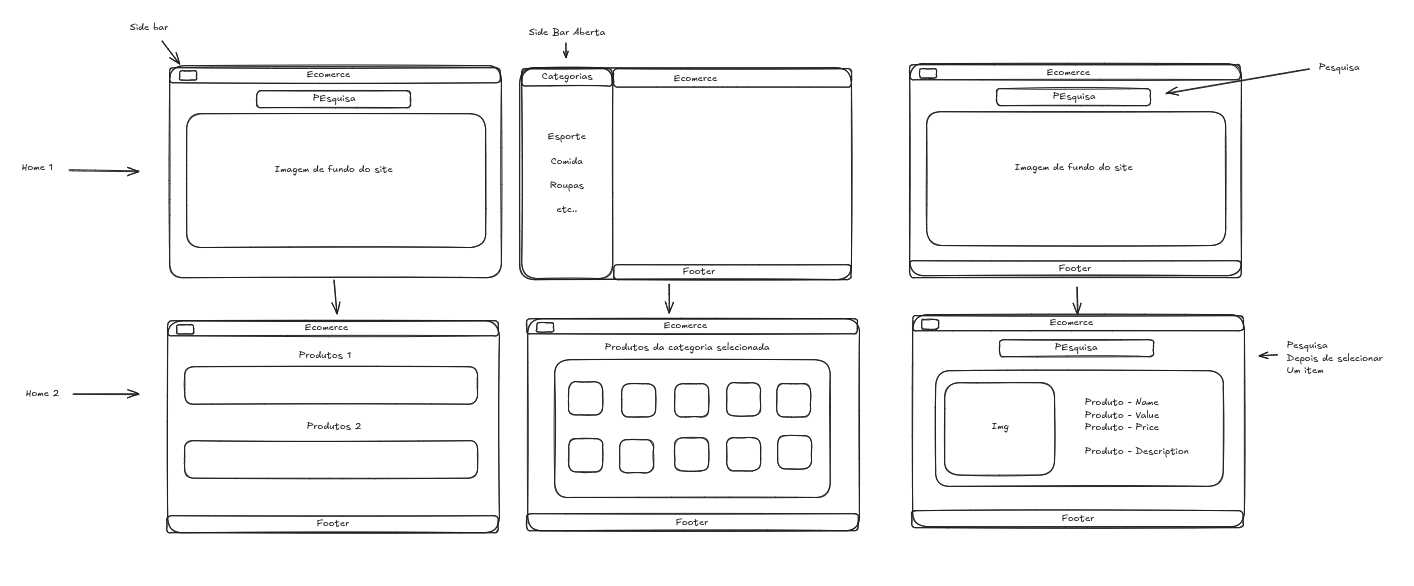 Side bar
Side Bar Aberta
Ecomerce
Categorias
Ecomerce
Ecomerce
Pesquisa
PEsquisa
PEsquisa
Home 1
Imagem de fundo do site
Esporte
Comida
Roupas
etc..
Imagem de fundo do site
Footer
Footer
Ecomerce
Ecomerce
Ecomerce
Produtos 1
Produtos da categoria selecionada
PEsquisa
Pesquisa
Depois de selecionar
Um item
Home 2
Produtos 2
Img
Produto - Name
Produto - Value
Produto - Price
Produto - Description
Footer
Footer
Footer